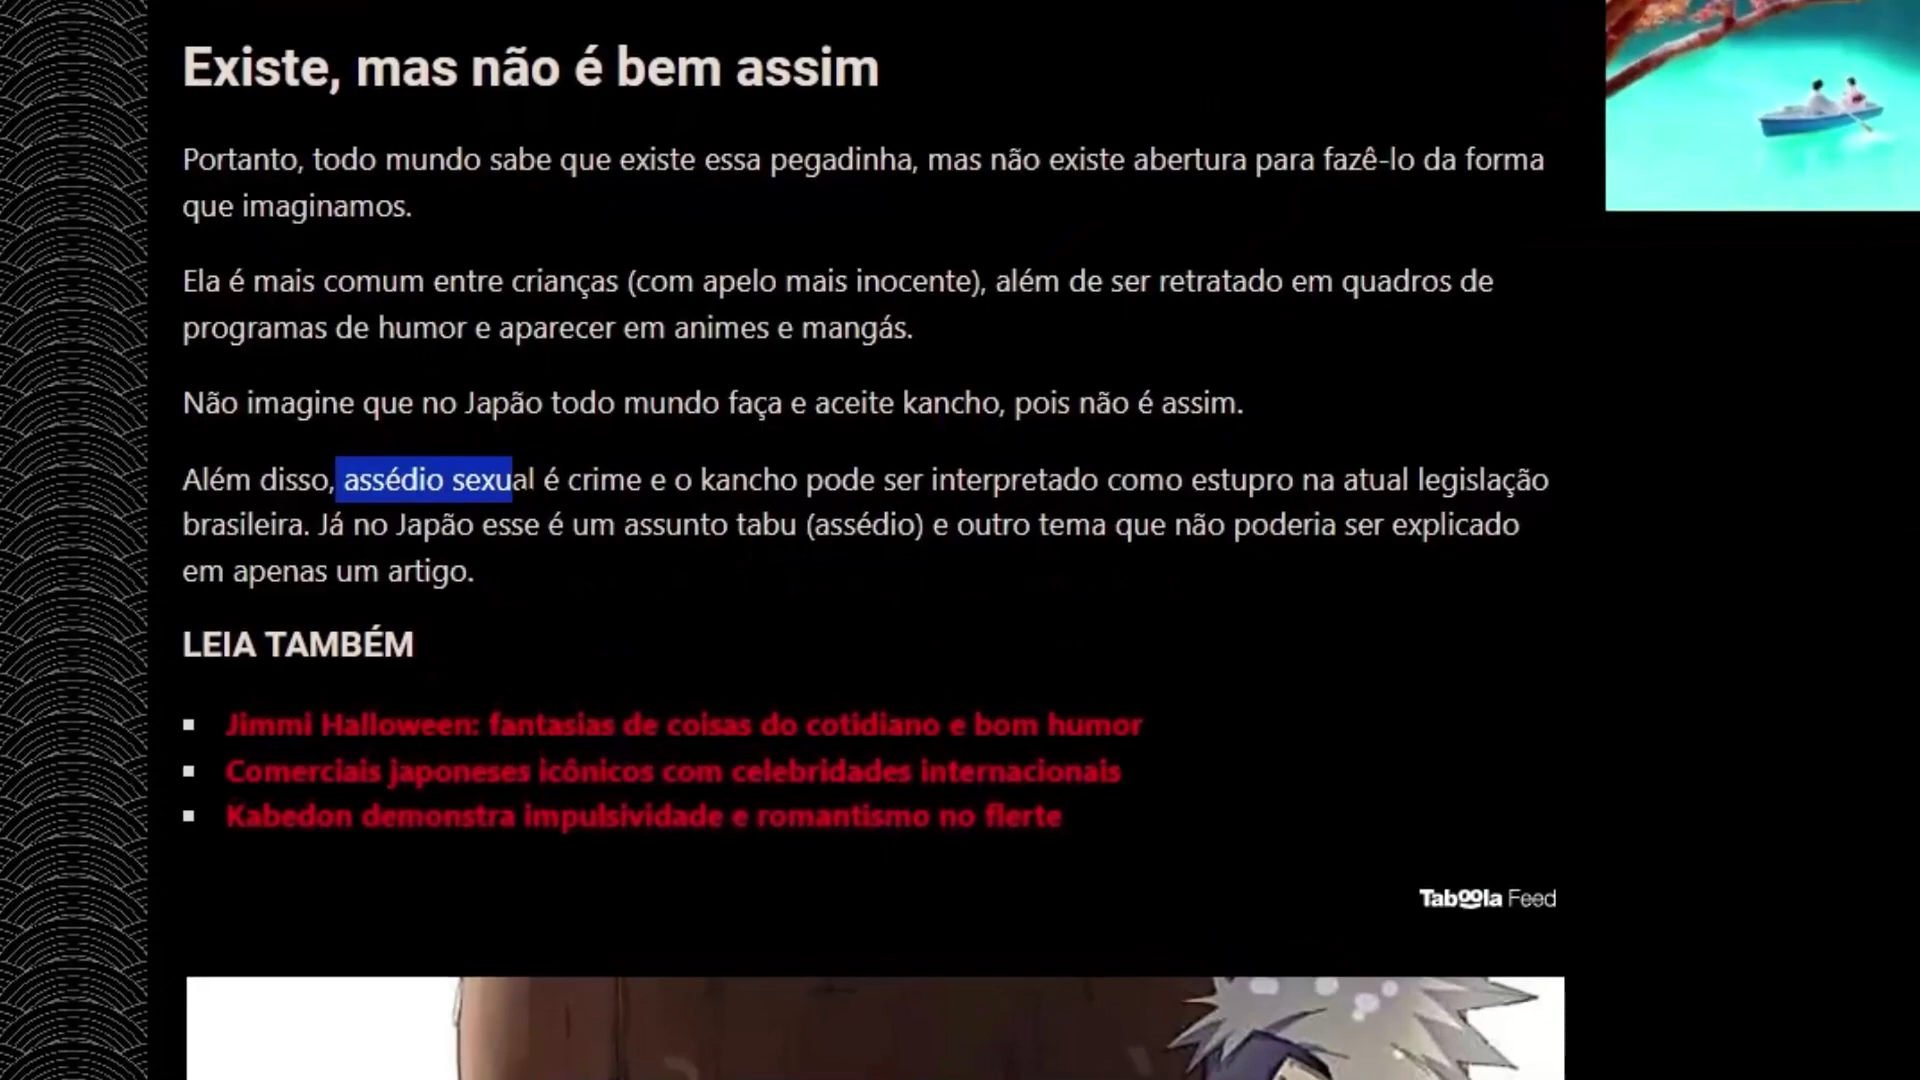 Existe, mas não é bem assim
Portanto, todo mundo sabe que existe essa pegadinha, mas não existe abertura para fazê-lo da forma
que imaginamos.
Ela é mais comum entre crianças (com apelo mais inocente), além de ser retratado em quadros de
programas de humor e aparecer em animes e mangás.
Não imagine que no Japão todo mundo faça e aceite kancho, pois não é assim.
Além disso, assédio sexual é crime e o kancho pode ser interpretado como estupro na atual legislação
brasileira. Já no Japão esse é um assunto tabu (assédio) e outro tema que não poderia ser explicado
em apenas um artigo.
LEIA TAMBÉM
Jimmi Halloween: fantasias de coisas do cotidiano e bom humor
Comerciais japoneses icônicos com celebridades internacionais
Kabedon demonstra impulsividade e romantismo no flerte
Taboola Feed